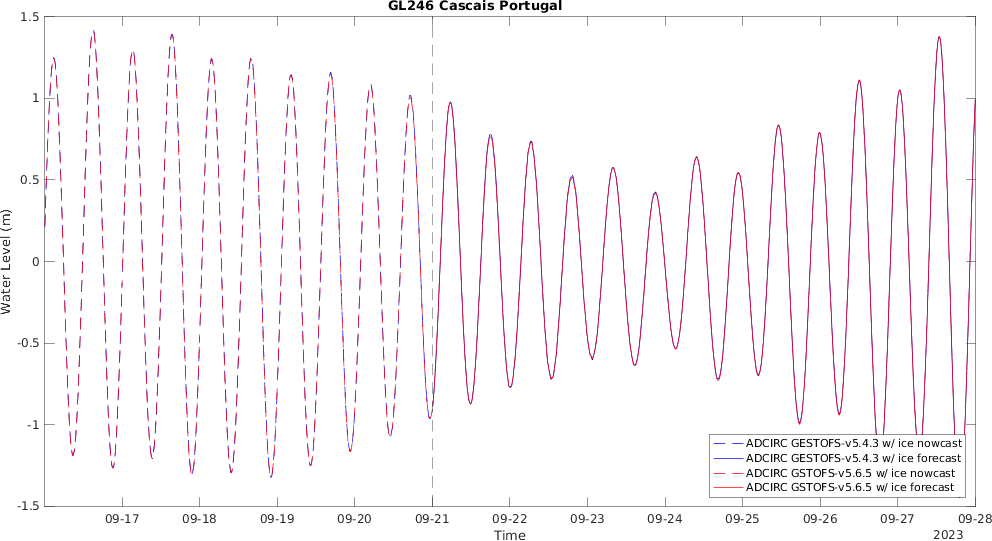 GL246 Cascais Portugal
1.5
1
0.5
0
-0.5
-1
-1.5
Water Level (m)
ADCIRC GESTOFS-v5.4.3 w/ ice nowcast
ADCIRC GESTOFS-v5.4.3 w/ ice forecast
ADCIRC GSTOFS-v5.6.5 w/ ice nowcast
ADCIRC GSTOFS-v5.6.5 w/ ice forecast
09-17 09-18 09-19 09-20 09-21 09-22 09-23 09-24 09-25 09-26 09-27 09-28
Time
2023